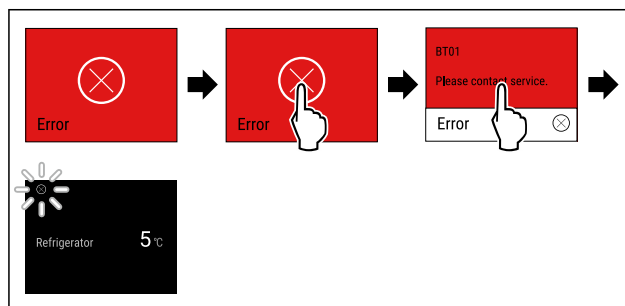 Error
Error
BT01
Please contact service.
Error
Refrigerator 5 °C